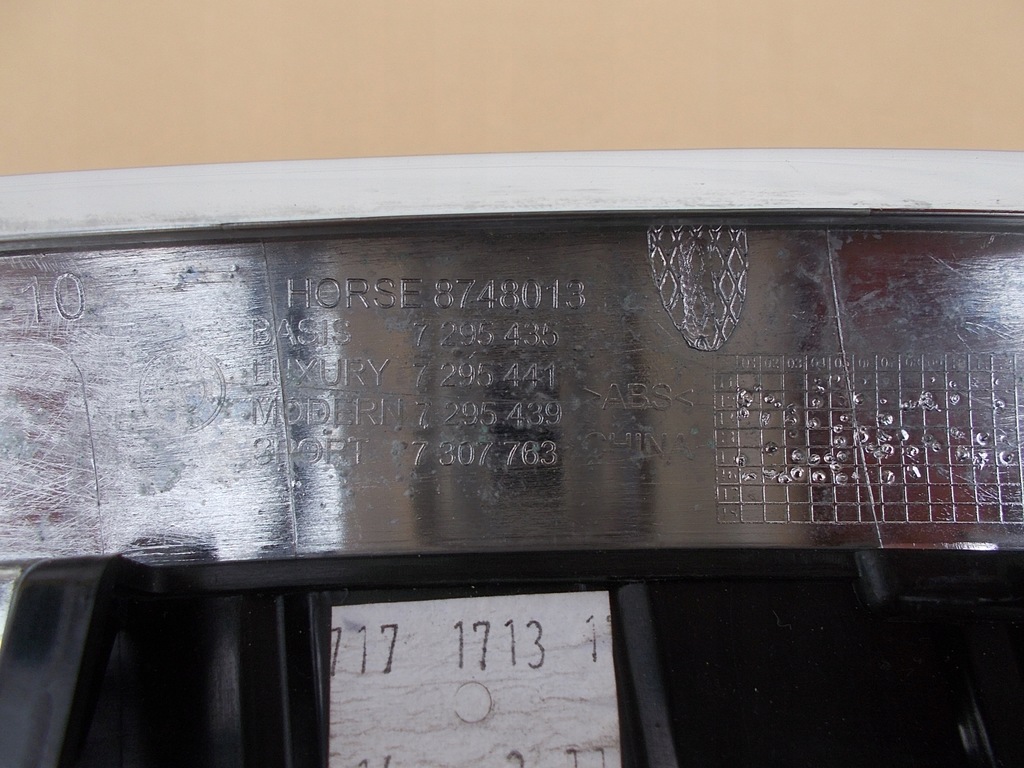 10
HORSE 8748013
BASIS 7 295 435
LUXURY 7 295 441
MODERN 7 295 439 >ABS<
SPORT 7 307 763 CHINA
717 1713